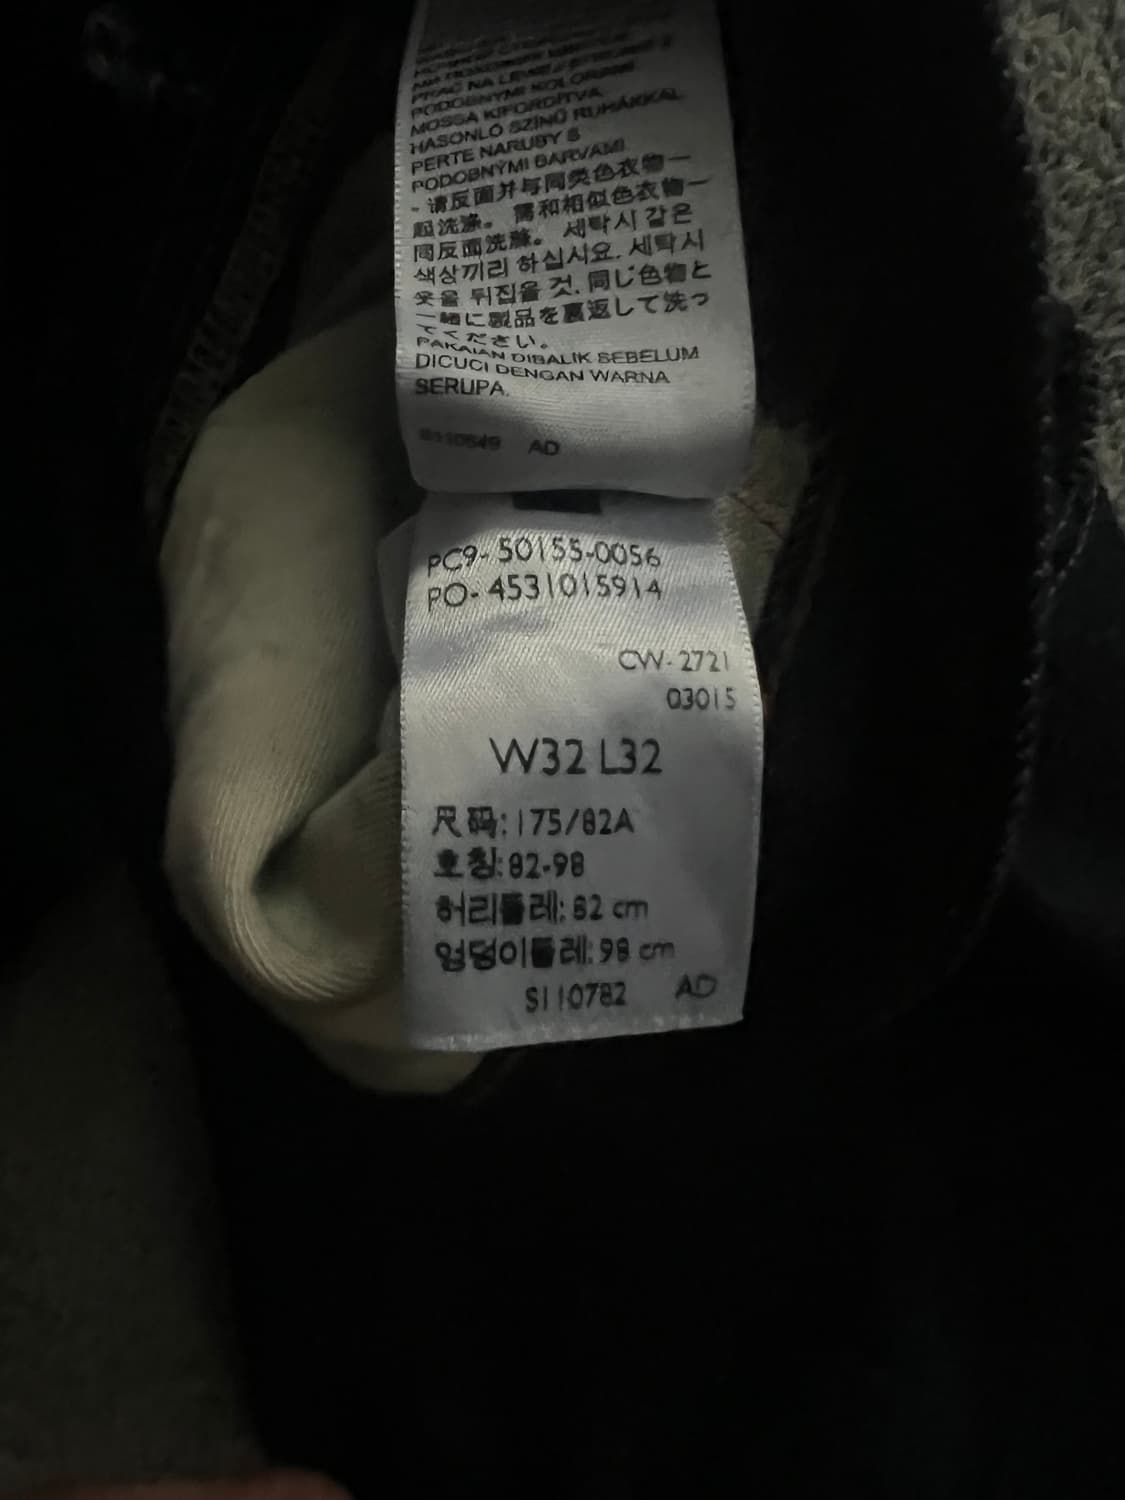 PRAĆ NA LEWEJ STRONIE Z
PODOBNYMI KOLORAMI.
MOSSA KIFORDÍTVA,
HASONLÓ SZÍNŰ RUHÁKKAL
PERTE NARUBY S
PODOBNÝMI BARVAMI
- 请反面并与同类色衣物一
起洗涤。需和相似色衣物一
同反面洗滌。 세탁시 같은
색상끼리 하십시요. 세탁시
옷을 뒤집을 것. 同じ色物と
一緒に製品を裏返して洗っ
てください。
PAKAIAN DIBALIK SEBELUM
DICUCI DENGAN WARNA
SERUPA.
AD
PC9-50155-0056
PO-4531015914
CW-2721
03015
W32 L32
尺码:175/82A
호칭:82-98
허리둘레:82 cm
엉덩이둘레:98 cm
S110782 AD